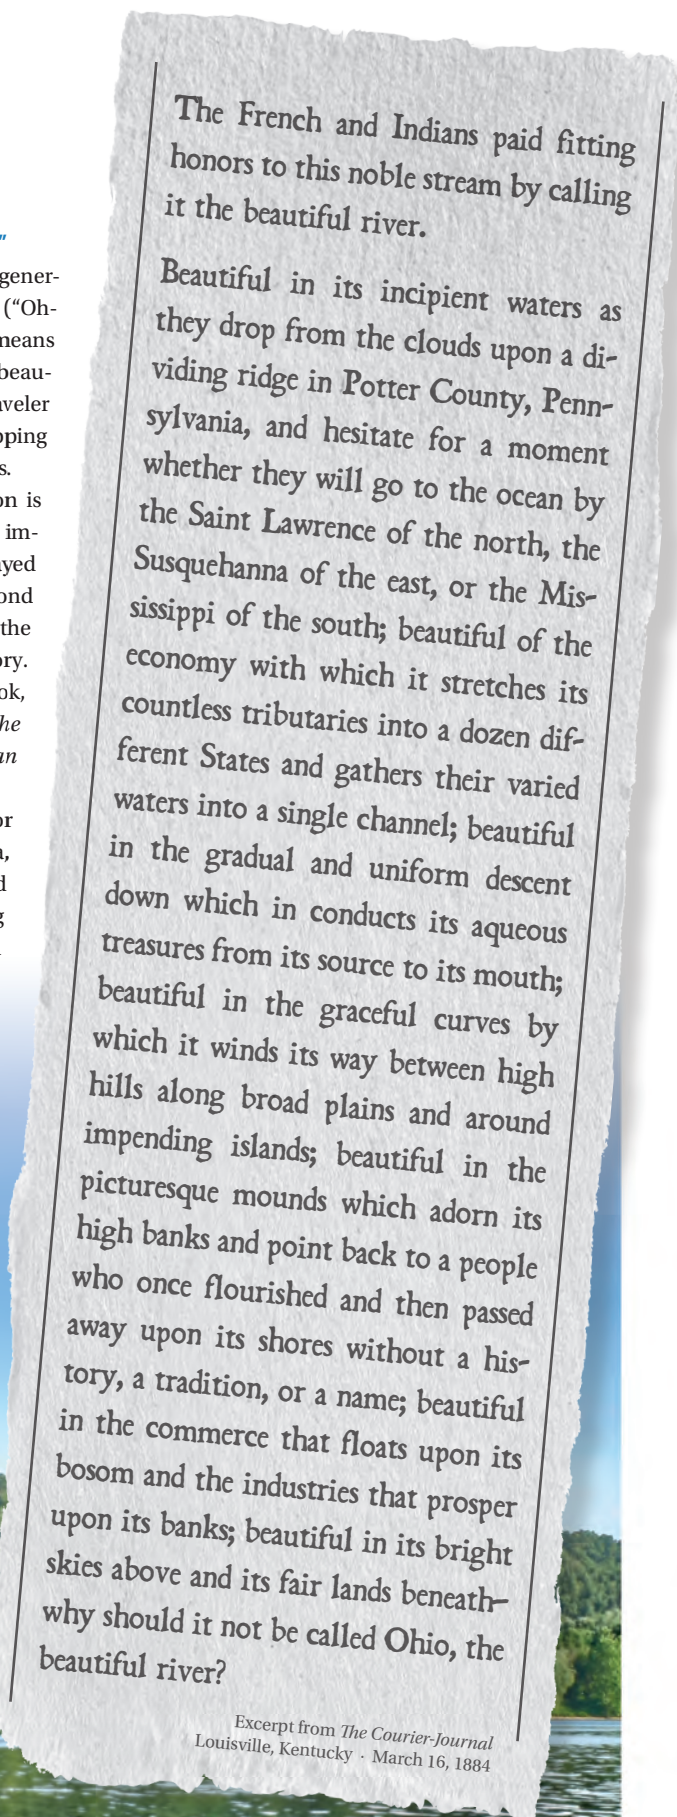 ”
gener-
(“Oh-
means
beau-
aveler
pping
s.
on is
im-
ayed
ond
the
ory.
ok,
he
an
or
a,
d
g
The French and Indians paid fitting
honors to this noble stream by calling
it the beautiful river.
Beautiful in its incipient waters as
they drop from the clouds upon a di-
viding ridge in Potter County, Penn-
sylvania, and hesitate for a moment
whether they will go to the ocean by
the Saint Lawrence of the north, the
Susquehanna of the east, or the Mis-
sissippi of the south; beautiful of the
economy with which it stretches its
countless tributaries into a dozen dif-
ferent States and gathers their varied
waters into a single channel; beautiful
in the gradual and uniform descent
down which in conducts its aqueous
treasures from its source to its mouth;
beautiful in the graceful curves by
which it winds its way between high
hills along broad plains and around
impending islands; beautiful in the
picturesque mounds which adorn its
high banks and point back to a people
who once flourished and then passed
away upon its shores without a his-
tory, a tradition, or a name; beautiful
in the commerce that floats upon its
bosom and the industries that prosper
upon its banks; beautiful in its bright
skies above and its fair lands beneath—
why should it not be called Ohio, the
beautiful river?
Excerpt from The Courier-Journal
Louisville, Kentucky · March 16, 1884